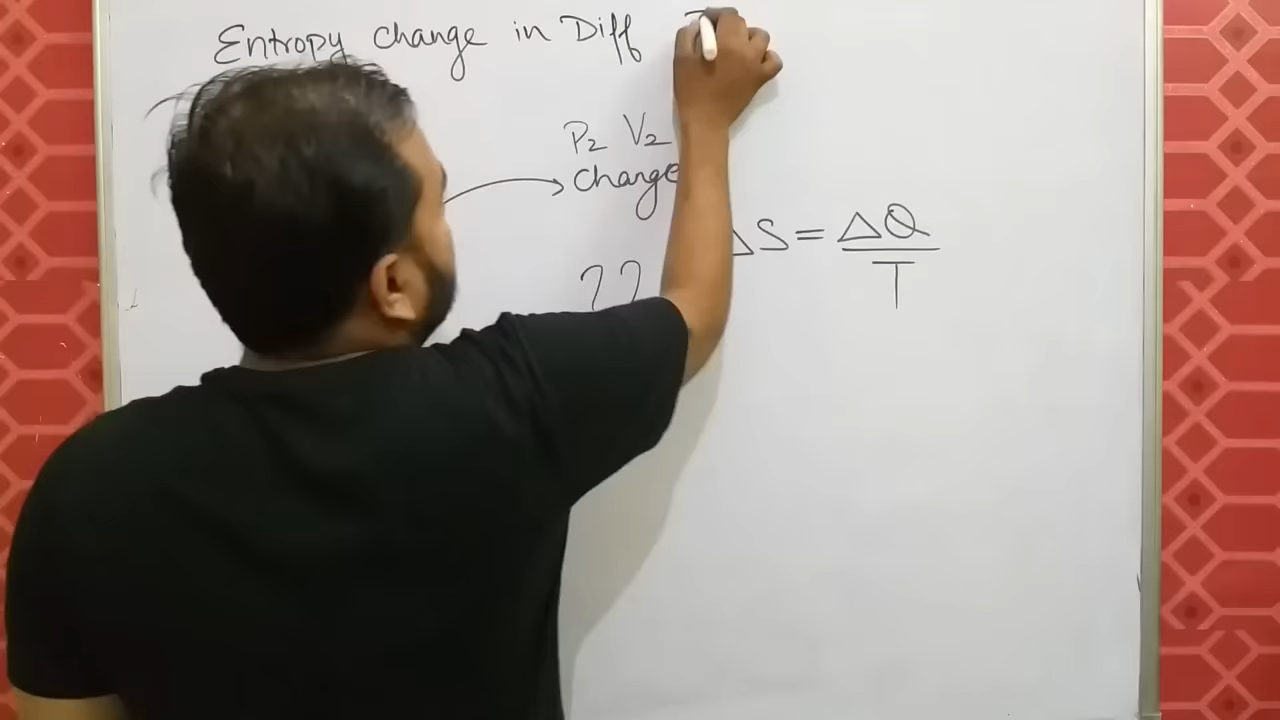 Entropy change in Diff
P2 V2
change
ΔS = ΔQ
T
??